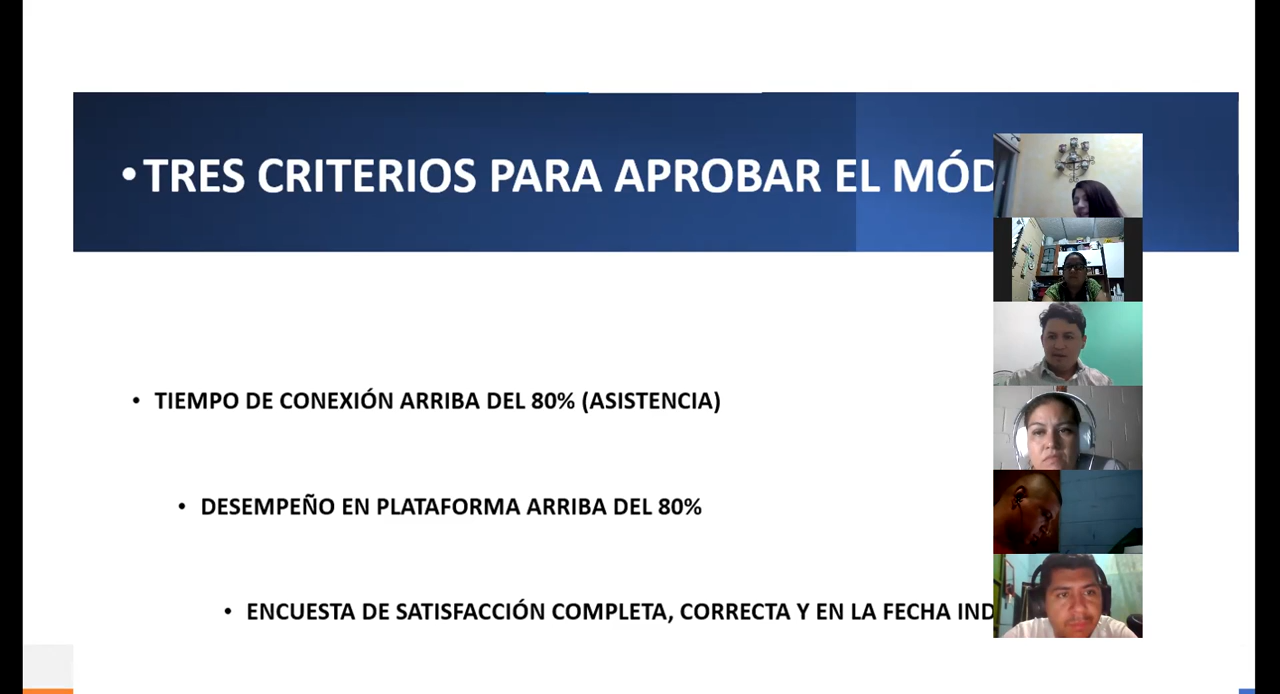 •TRES CRITERIOS PARA APROBAR EL MÓD
• TIEMPO DE CONEXIÓN ARRIBA DEL 80% (ASISTENCIA)
• DESEMPEÑO EN PLATAFORMA ARRIBA DEL 80%
• ENCUESTA DE SATISFACCIÓN COMPLETA, CORRECTA Y EN LA FECHA IND